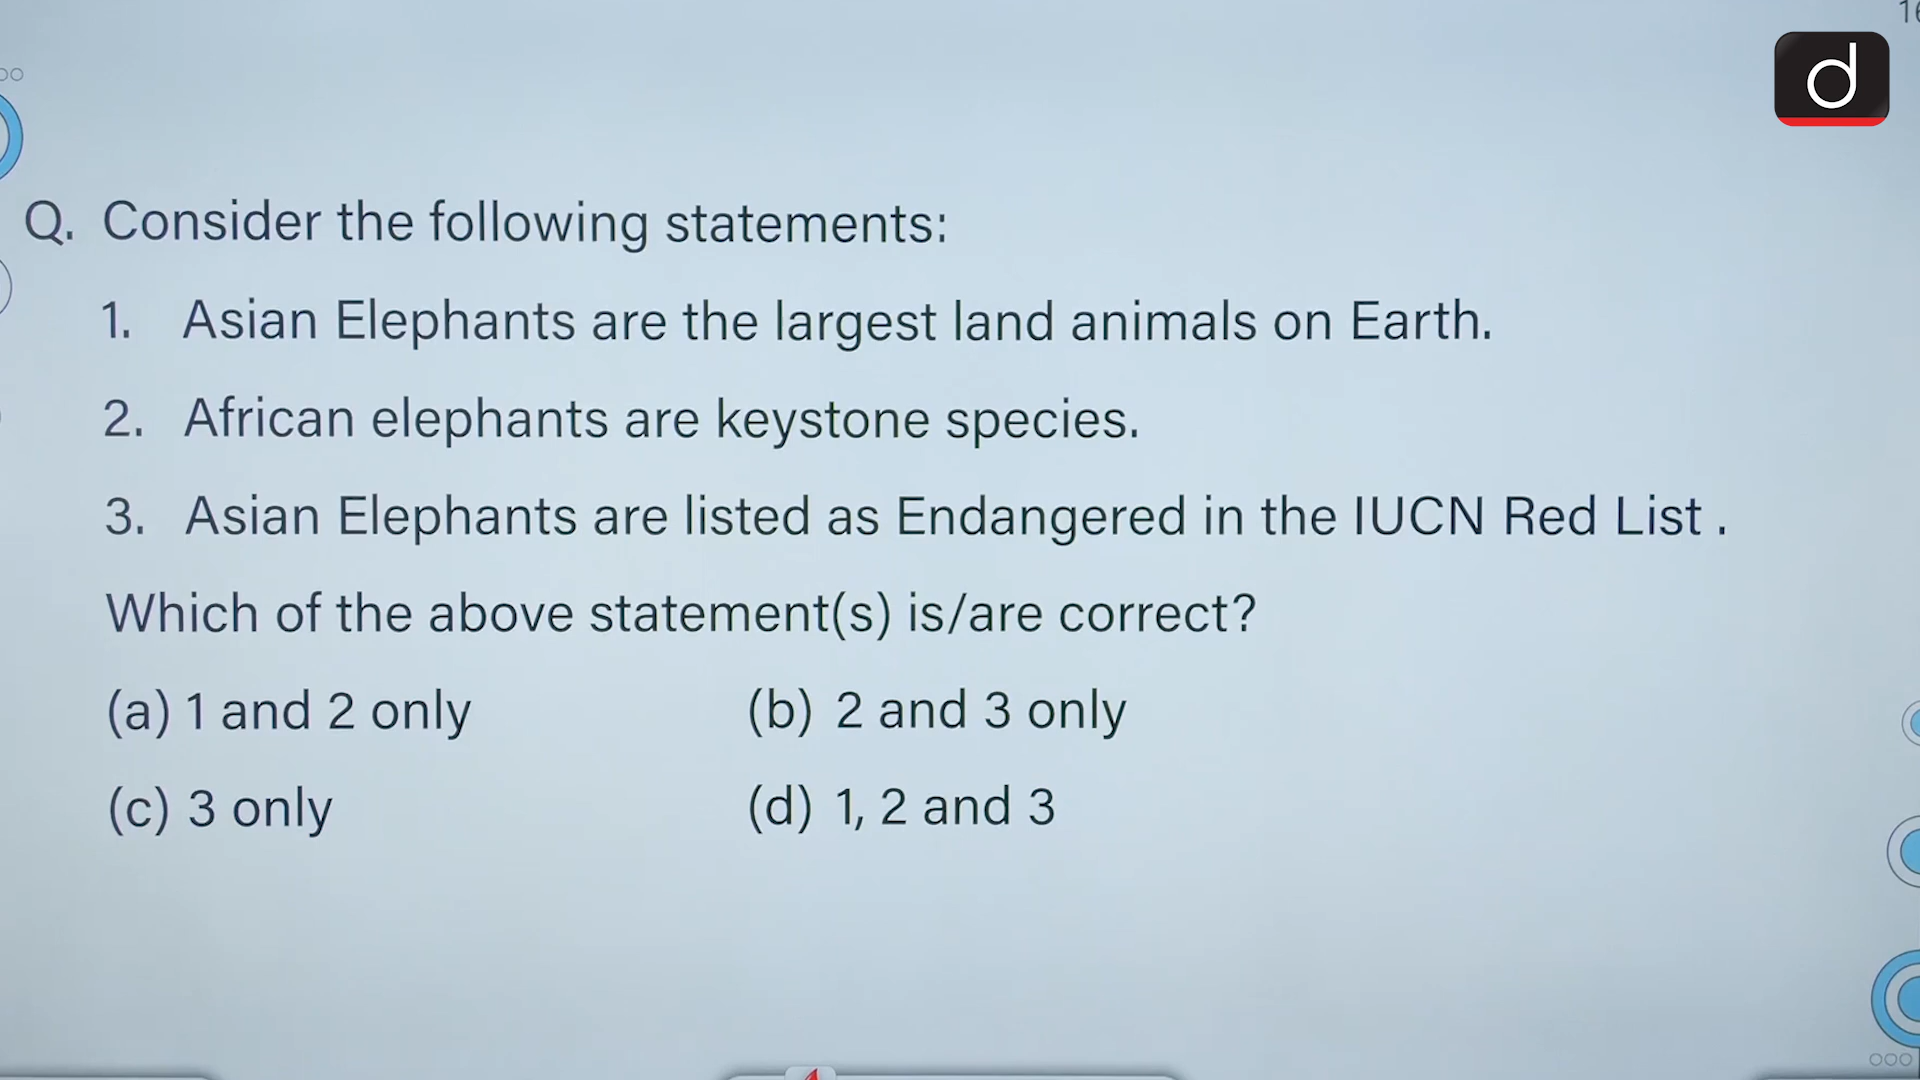 16
d
Q. Consider the following statements:
1. Asian Elephants are the largest land animals on Earth.
2. African elephants are keystone species.
3. Asian Elephants are listed as Endangered in the IUCN Red List .
Which of the above statement(s) is/are correct?
(a) 1 and 2 only (b) 2 and 3 only
(c) 3 only (d) 1, 2 and 3